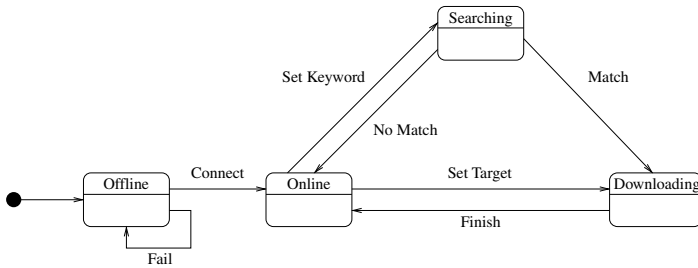 Searching
Set Keyword
Match
No Match
Offline
Connect
Online
Set Target
Downloading
Finish
Fail